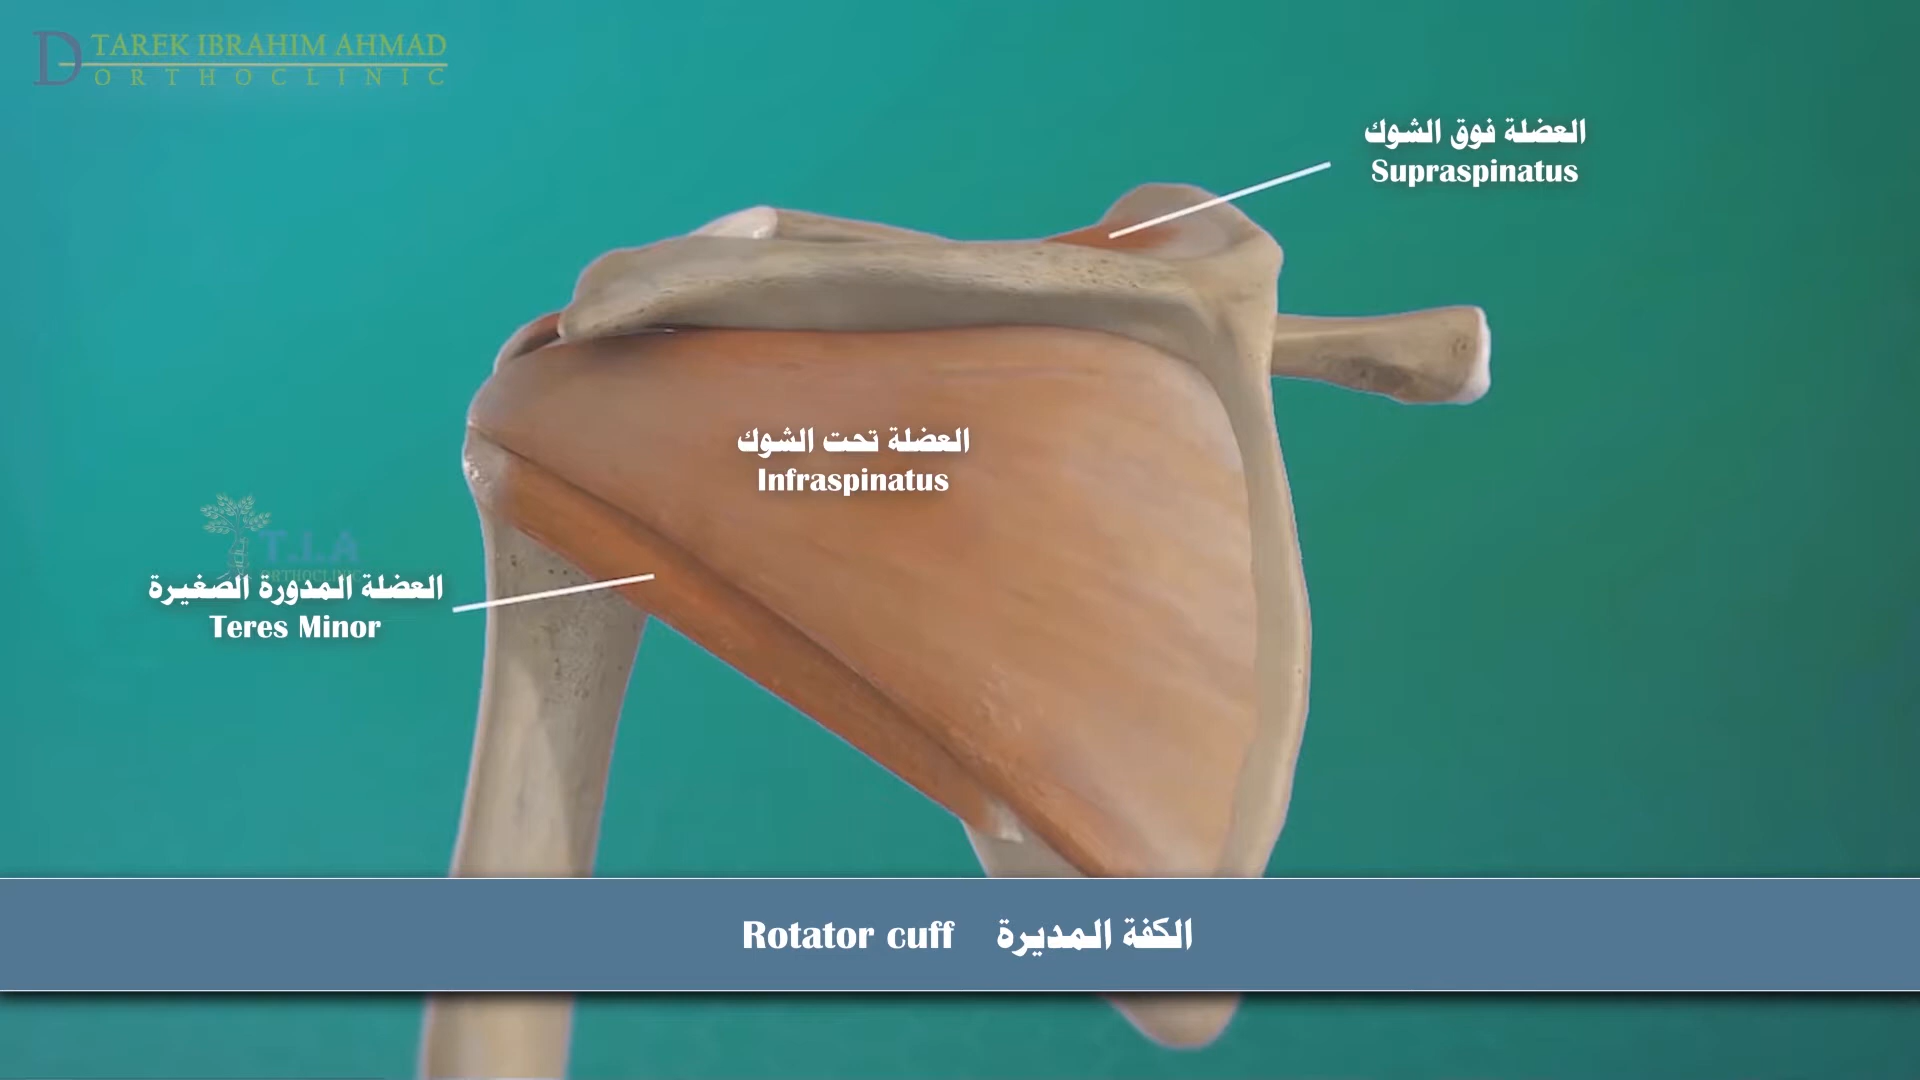 TAREK IBRAHIM AHMAD
ORTHOCLINIC
العضلة فوق الشوك
Supraspinatus
العضلة تحت الشوك
Infraspinatus
T.I.A
ORTHOCLINIC
العضلة المدورة الصغيرة
Teres Minor
Rotator cuff الكفة المديرة